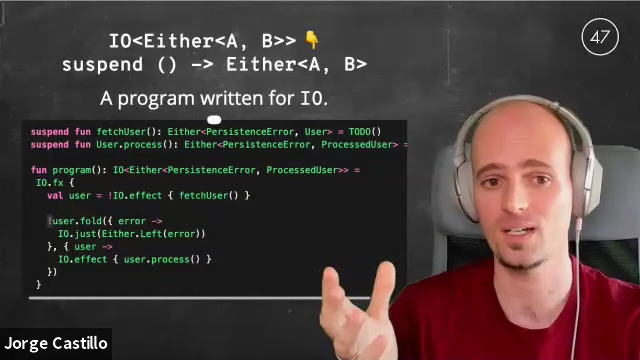 IO<Either<A, B>> 👇
47
suspend () -> Either<A, B>
A program written for IO.
suspend fun fetchUser(): Either<PersistenceError, User> = TODO()
suspend fun User.process(): Either<PersistenceError, ProcessedUser> =
fun program(): IO<Either<PersistenceError, ProcessedUser>> =
IO.fx {
val user = !IO.effect { fetchUser() }
!user.fold({ error ->
IO.just(Either.Left(error))
}, { user ->
IO.effect { user.process() }
})
}
Jorge Castillo